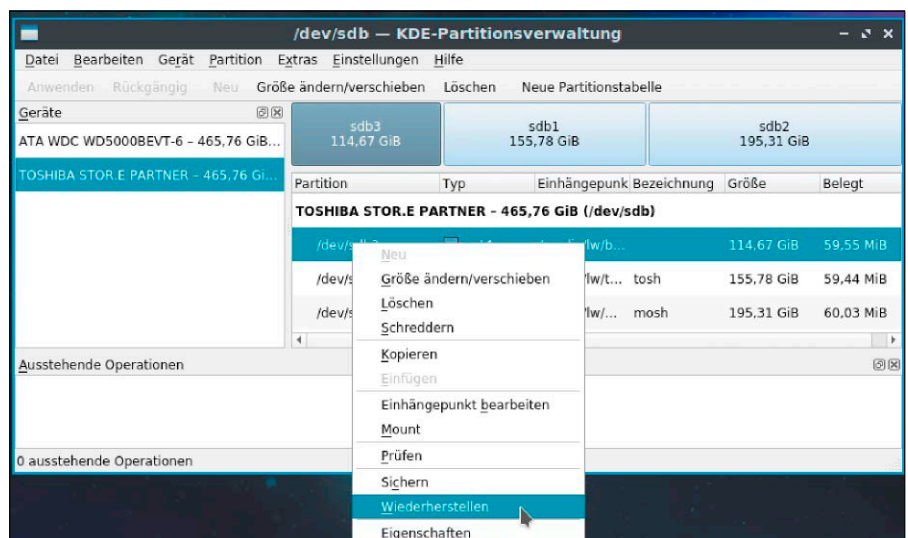 /dev/sdb — KDE-Partitionsverwaltung
Datei Bearbeiten Gerät Partition Extras Einstellungen Hilfe
Anwenden Rückgängig Neu Größe ändern/verschieben Löschen Neue Partitionstabelle
Geräte
ATA WDC WD5000BEVT-6 – 465,76 GiB...
TOSHIBA STOR.E PARTNER – 465,76 Gi...
sdb3
114,67 GiB
sdb1
155,78 GiB
sdb2
195,31 GiB
Partition Typ Einhängepunk Bezeichnung Größe Belegt
TOSHIBA STOR.E PARTNER – 465,76 GiB (/dev/sdb)
/lw/b... 114,67 GiB 59,55 MiB
/dev/s /lw/t... tosh 155,78 GiB 59,44 MiB
/dev/s /lw/... mosh 195,31 GiB 60,03 MiB
Neu
Größe ändern/verschieben
Löschen
Schreddern
Kopieren
Einfügen
Einhängepunkt bearbeiten
Mount
Prüfen
Sichern
Wiederherstellen
Eigenschaften
Ausstehende Operationen
0 ausstehende Operationen